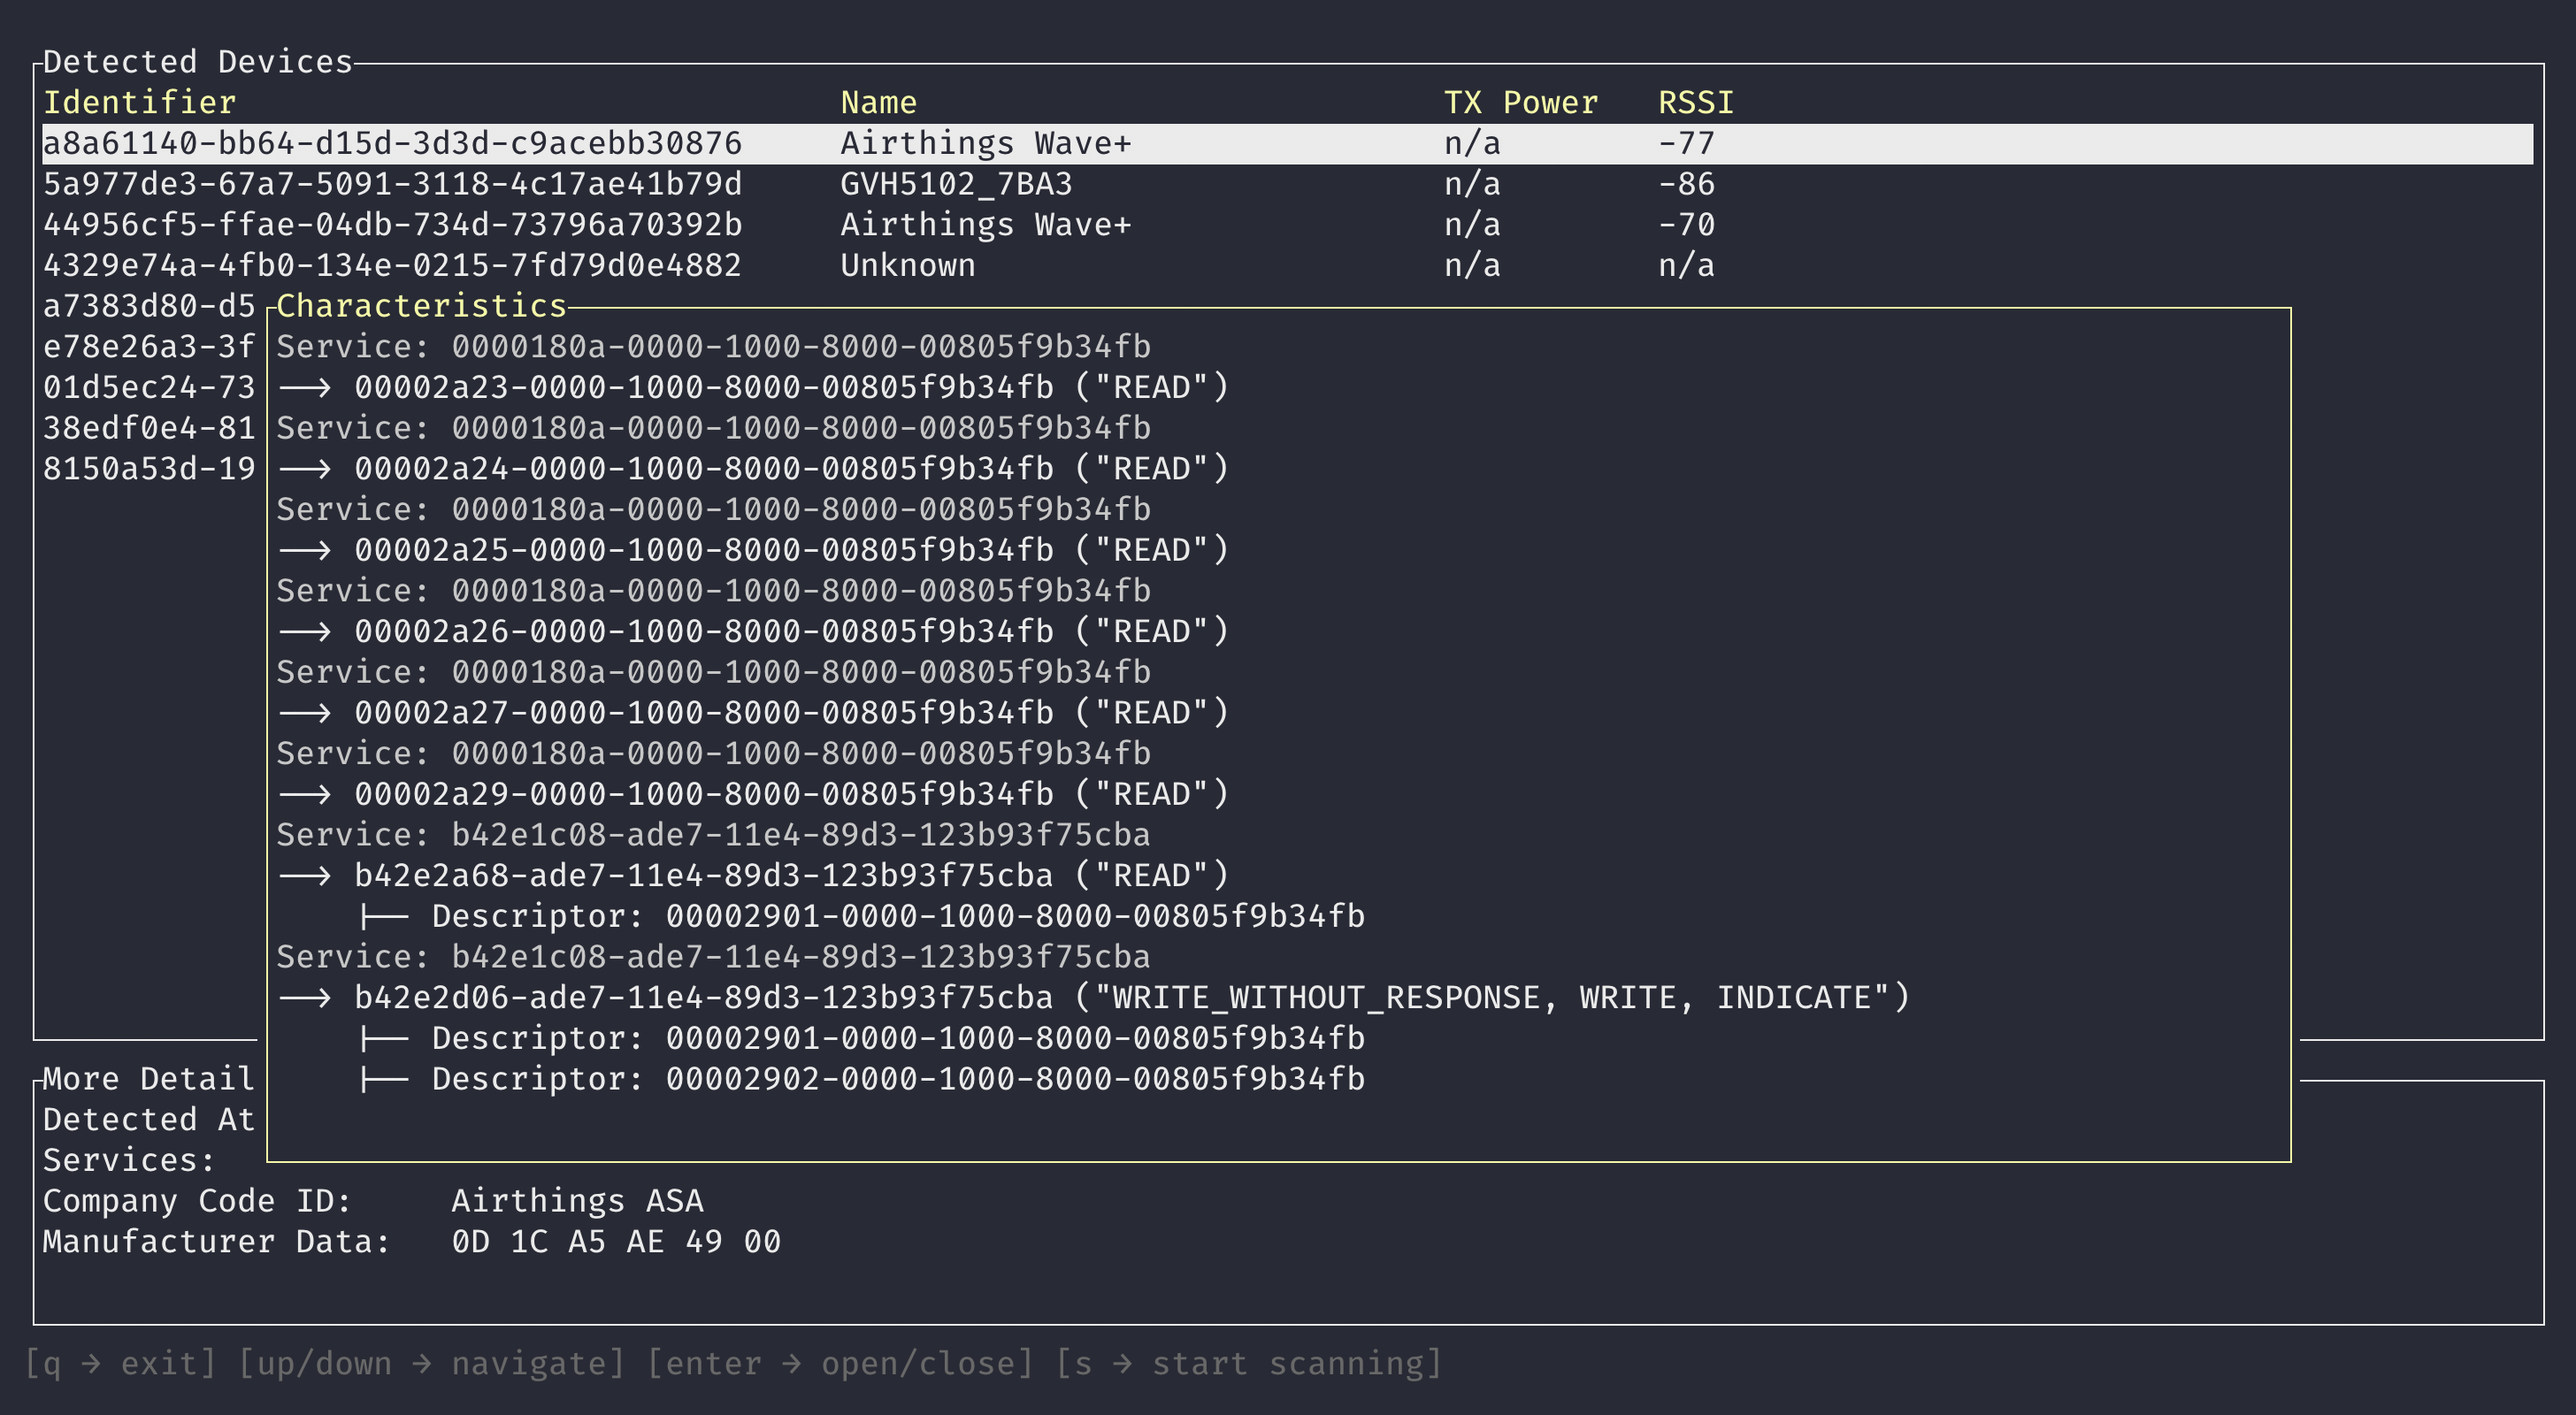 Detected Devices
Identifier Name TX Power RSSI
a8a61140-bb64-d15d-3d3d-c9acebb30876 Airthings Wave+ n/a -77
5a977de3-67a7-5091-3118-4c17ae41b79d GVH5102_7BA3 n/a -86
44956cf5-ffae-04db-734d-73796a70392b Airthings Wave+ n/a -70
4329e74a-4fb0-134e-0215-7fd79d0e4882 Unknown n/a n/a
a7383d80-d5
e78e26a3-3f
01d5ec24-73
38edf0e4-81
8150a53d-19
Characteristics
Service: 0000180a-0000-1000-8000-00805f9b34fb
⟶ 00002a23-0000-1000-8000-00805f9b34fb ("READ")
Service: 0000180a-0000-1000-8000-00805f9b34fb
⟶ 00002a24-0000-1000-8000-00805f9b34fb ("READ")
Service: 0000180a-0000-1000-8000-00805f9b34fb
⟶ 00002a25-0000-1000-8000-00805f9b34fb ("READ")
Service: 0000180a-0000-1000-8000-00805f9b34fb
⟶ 00002a26-0000-1000-8000-00805f9b34fb ("READ")
Service: 0000180a-0000-1000-8000-00805f9b34fb
⟶ 00002a27-0000-1000-8000-00805f9b34fb ("READ")
Service: 0000180a-0000-1000-8000-00805f9b34fb
⟶ 00002a29-0000-1000-8000-00805f9b34fb ("READ")
Service: b42e1c08-ade7-11e4-89d3-123b93f75cba
⟶ b42e2a68-ade7-11e4-89d3-123b93f75cba ("READ")
|-- Descriptor: 00002901-0000-1000-8000-00805f9b34fb
Service: b42e1c08-ade7-11e4-89d3-123b93f75cba
⟶ b42e2d06-ade7-11e4-89d3-123b93f75cba ("WRITE_WITHOUT_RESPONSE, WRITE, INDICATE")
|-- Descriptor: 00002901-0000-1000-8000-00805f9b34fb
|-- Descriptor: 00002902-0000-1000-8000-00805f9b34fb
More Detail
Detected At
Services:
Company Code ID: Airthings ASA
Manufacturer Data: 0D 1C A5 AE 49 00
[q → exit] [up/down → navigate] [enter → open/close] [s → start scanning]